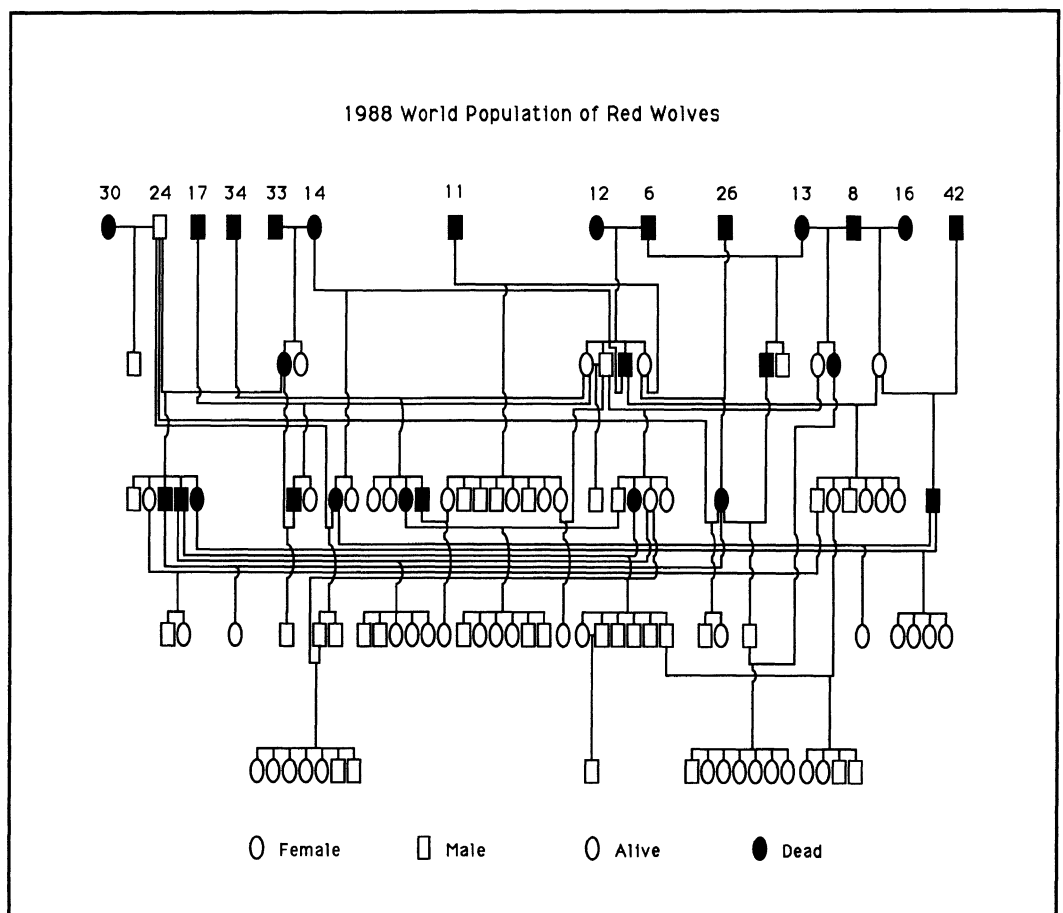 1988 World Population of Red Wolves
30 24 17 34 33 14 11 12 6 26 13 8 16 42
Female Male Alive Dead